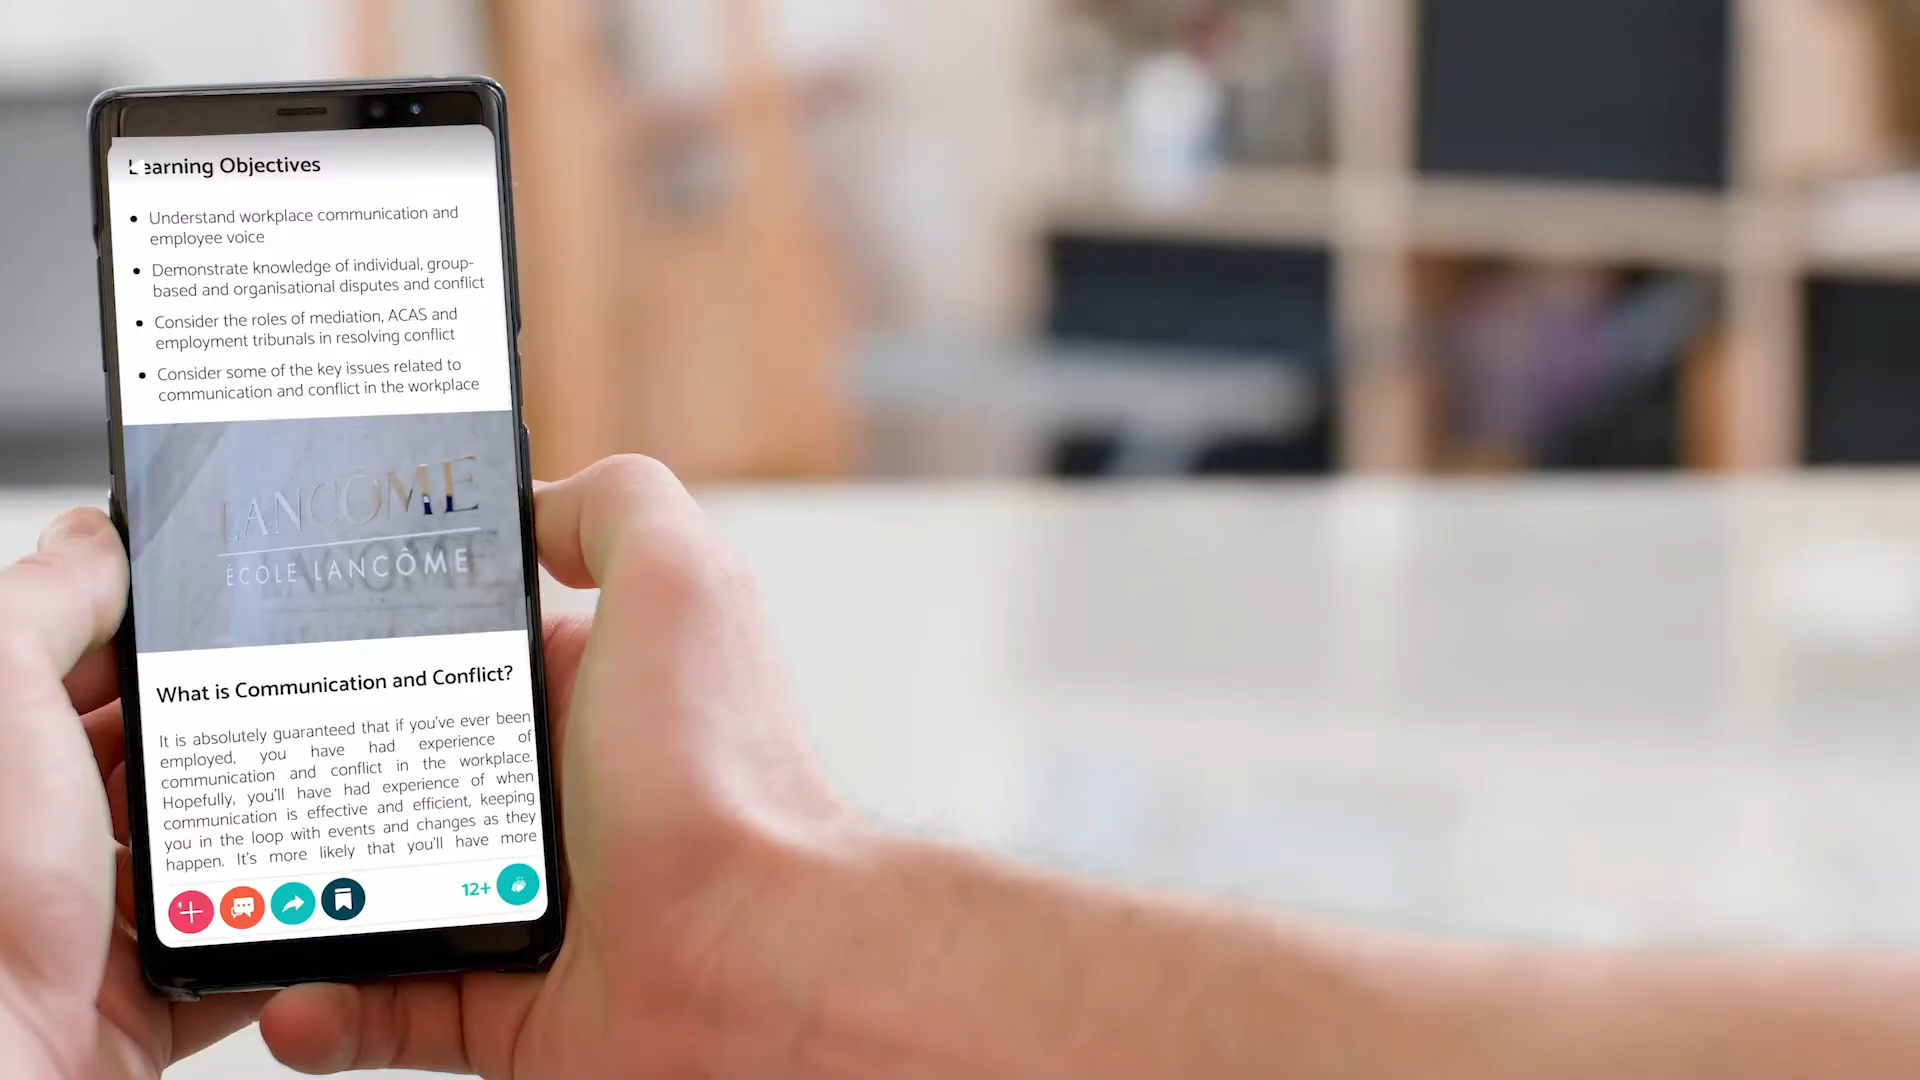 Learning Objectives
• Understand workplace communication and
employee voice
• Demonstrate knowledge of individual, group-
based and organisational disputes and conflict
• Consider the roles of mediation, ACAS and
employment tribunals in resolving conflict
• Consider some of the key issues related to
communication and conflict in the workplace
LANCÔME
ÉCOLE LANCÔME
What is Communication and Conflict?
It is absolutely guaranteed that if you've ever been
employed, you have had experience of
communication and conflict in the workplace.
Hopefully, you'll have had experience of when
communication is effective and efficient, keeping
you in the loop with events and changes as they
happen. It's more likely that you'll have more
12+